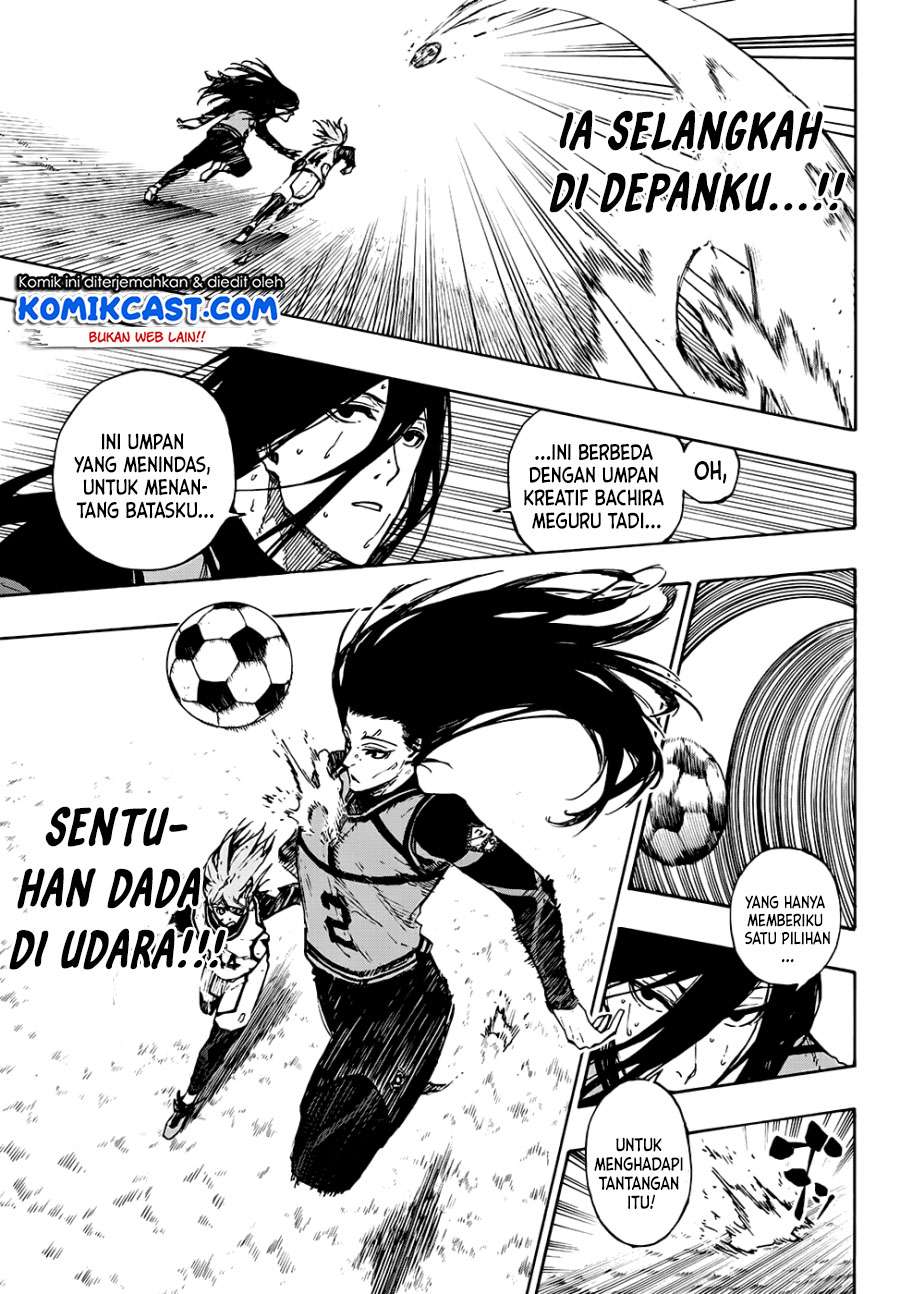 IA SELANGKAH
DI DEPANKU...!!
Komik ini diterjemahkan & diedit oleh
KOMIKCAST.COM
BUKAN WEB LAIN!!
OH,
...INI BERBEDA
DENGAN UMPAN
KREATIF BACHIRA
MEGURU TADI...
INI UMPAN
YANG MENINDAS,
UNTUK MENAN-
TANG BATASKU...
YANG HANYA
MEMBERIKU
SATU PILIHAN
...
UNTUK
MENGHADAPI
TANTANGAN
ITU!
SENTU-
HAN DADA
DI UDARA!!!
2